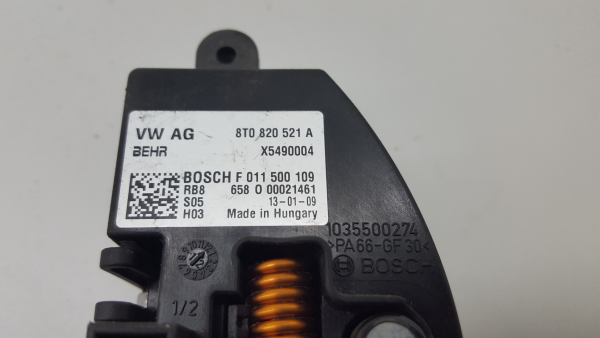 VW AG 8T0 820 521 A
BEHR X5490004
BOSCH F 011 500 109
RB8 658 O 00021461
S05 13-01-09
H03 Made in Hungary
1035500274
>PA66-GF30<
BOSCH
1/2